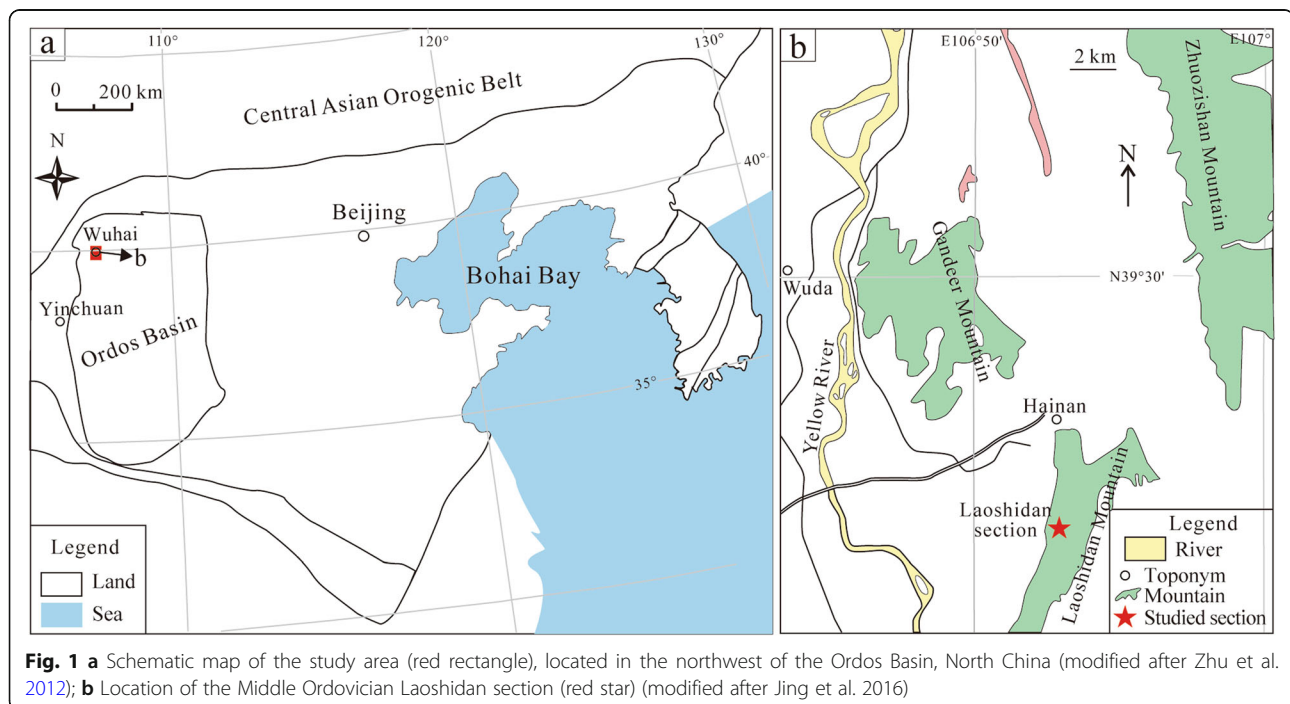 a
110°
120°
130°
0 200 km
Central Asian Orogenic Belt
N
40°
Beijing
Wuhai
b
Bohai Bay
Yinchuan
Ordos Basin
35°
Legend
Land
Sea
b
E106°50'
E107°
2 km
Zhuozishan Mountain
N
Gandeer Mountain
N39°30'
Wuda
Yellow River
Hainan
Laoshidan
section
Laoshidan Mountain
Legend
River
Toponym
Mountain
Studied section
Fig. 1 a Schematic map of the study area (red rectangle), located in the northwest of the Ordos Basin, North China (modified after Zhu et al.
2012); b Location of the Middle Ordovician Laoshidan section (red star) (modified after Jing et al. 2016)